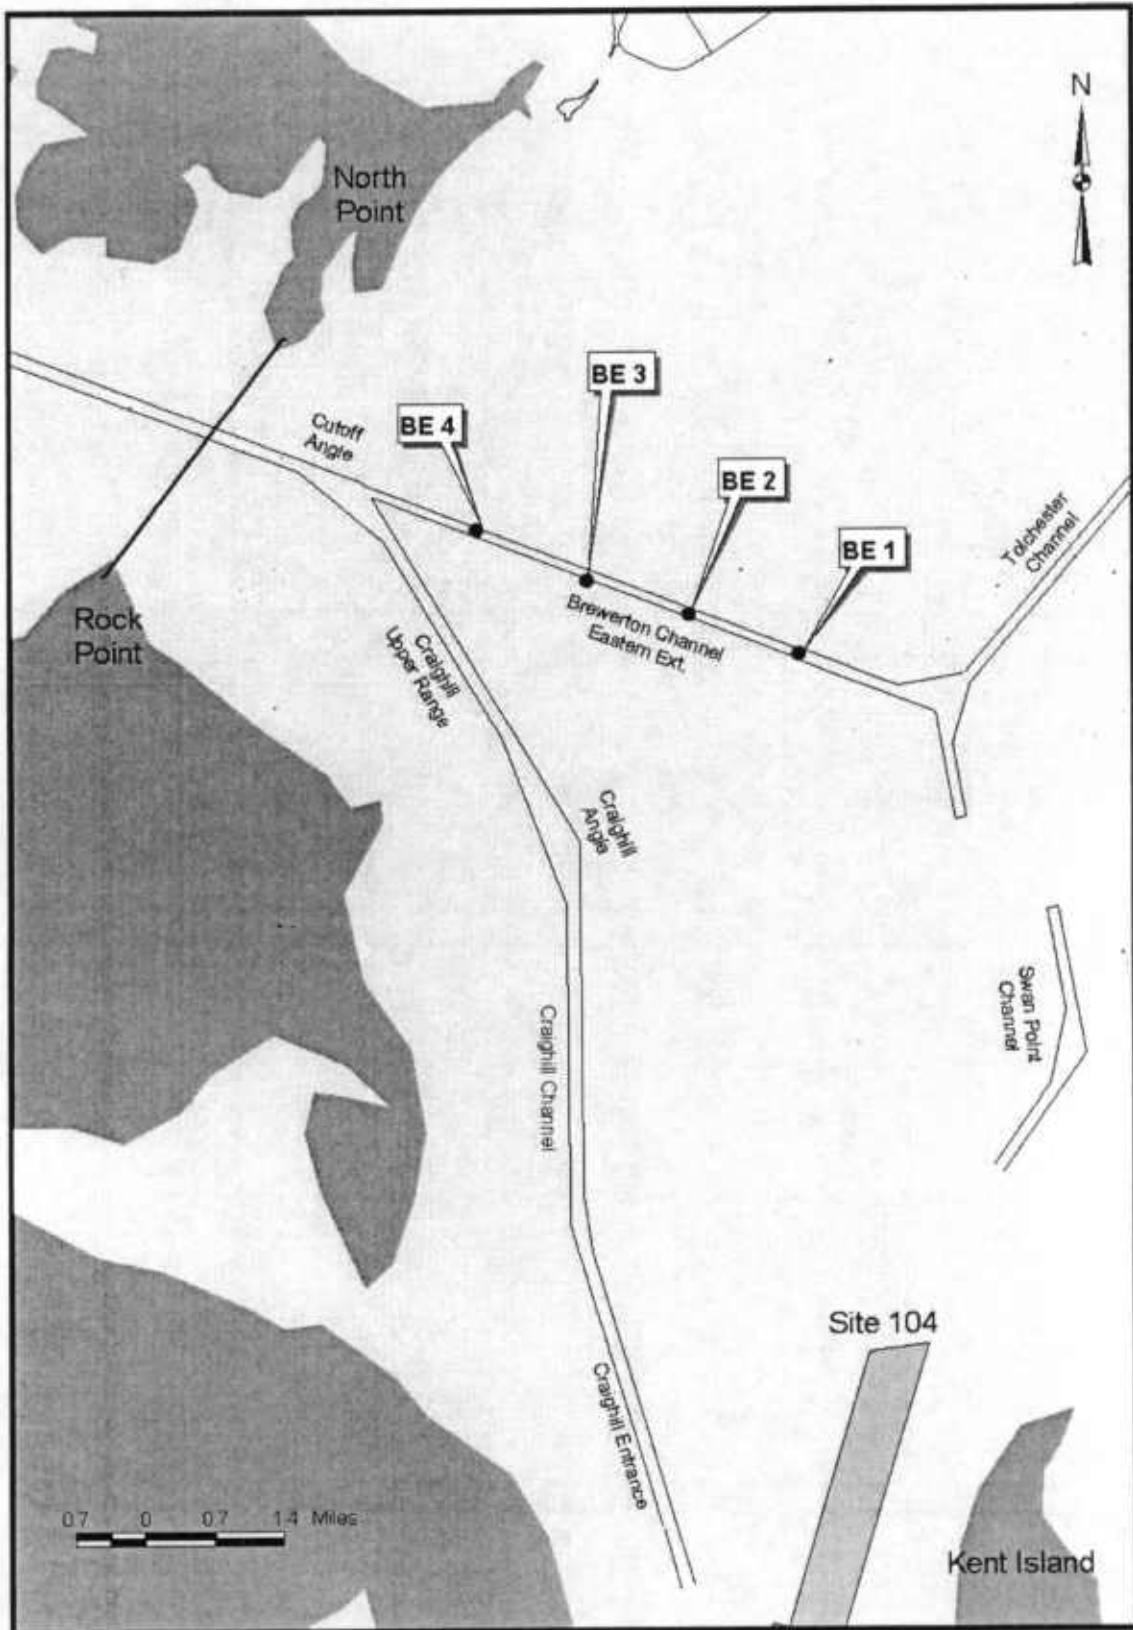 N
North
Point
BE 3
BE 4
Cutoff
Angle
BE 2
BE 1
Tolchester
Channel
Brewerton Channel
Eastern Ext.
Rock
Point
Craighill
Upper Range
Craighill
Angle
Swan Point
Channel
Craighill Channel
Site 104
Craighill Entrance
0.7 0 0.7 1.4 Miles
Kent Island